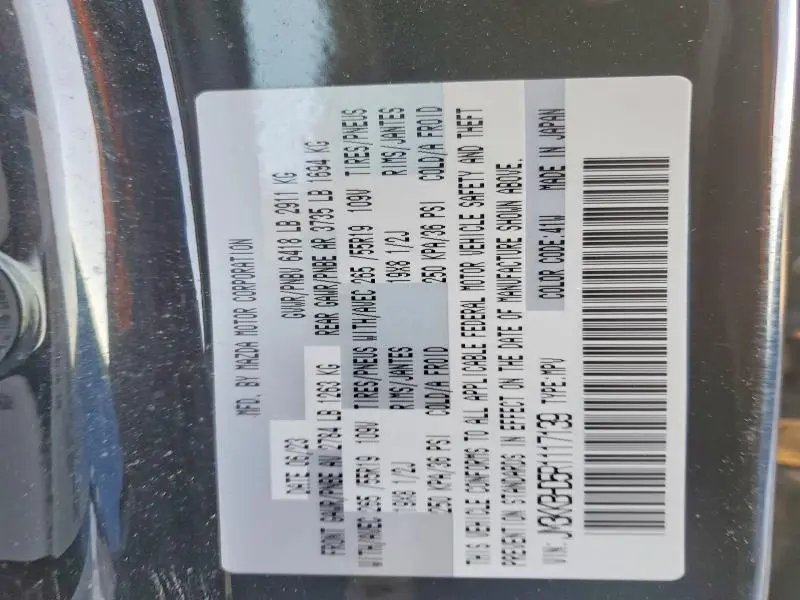 MFD. BY MAZDA MOTOR CORPORATION
DATE 06/23 GVWR/PNBV 6418 LB 2911 KG
FRONT GAWR/PNBE AV 2784 LB 1263 KG REAR GAWR/PNBE AR 3735 LB 1694 KG
WITH/AVEC 265 /55R19 109V TIRES/PNEUS WITH/AVEC 265 /55R19 109V TIRES/PNEUS
19X8 1/2J RIMS/JANTES 19X8 1/2J RIMS/JANTES
250 KPA/36 PSI COLD/A FROID 250 KPA/36 PSI COLD/A FROID
THIS VEHICLE CONFORMS TO ALL APPLICABLE FEDERAL MOTOR VEHICLE SAFETY AND THEFT
PREVENTION STANDARDS IN EFFECT ON THE DATE OF MANUFACTURE SHOWN ABOVE.
VIN: TYPE:MPV COLOR CODE:41W MADE IN JAPAN